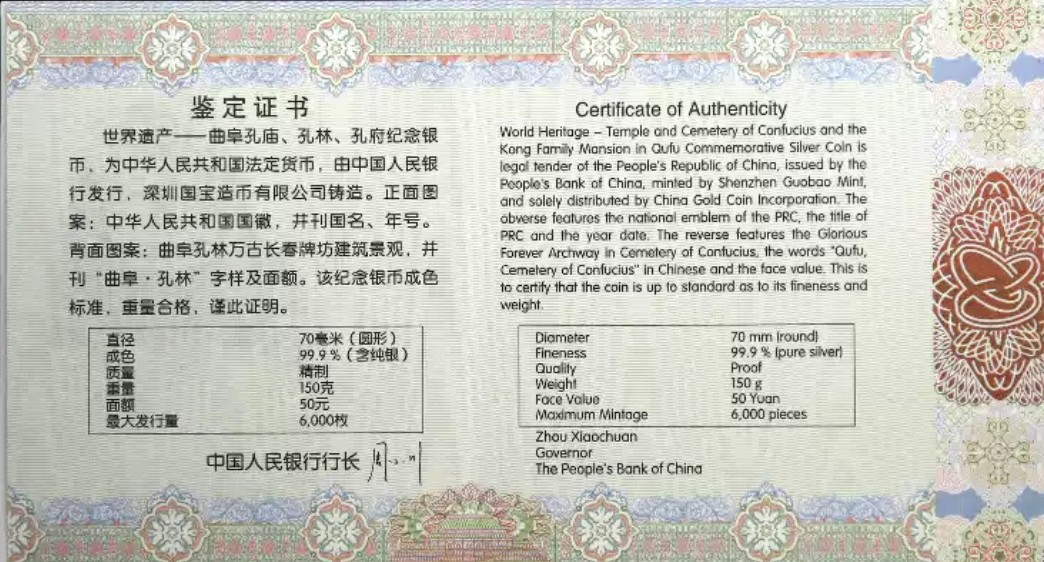 鉴定证书
世界遗产——曲阜孔庙、孔林、孔府纪念银
币，为中华人民共和国法定货币，由中国人民银
行发行，深圳国宝造币有限公司铸造。正面图
案：中华人民共和国国徽，并刊国名、年号。
背面图案：曲阜孔林万古长春牌坊建筑景观，并
刊“曲阜·孔林”字样及面额。该纪念银币成色
标准，重量合格，谨此证明。
直径 70毫米（圆形）
成色 99.9％（含纯银）
质量 精制
重量 150克
面额 50元
最大发行量 6,000枚
中国人民银行行长
Certificate of Authenticity
World Heritage – Temple and Cemetery of Confucius and the
Kong Family Mansion in Qufu Commemorative Silver Coin is
legal tender of the People's Republic of China, issued by the
People's Bank of China, minted by Shenzhen Guobao Mint,
and solely distributed by China Gold Coin Incorporation. The
obverse features the national emblem of the PRC, the title of
PRC and the year date. The reverse features the Glorious
Forever Archway in Cemetery of Confucius, the words "Qufu,
Cemetery of Confucius" in Chinese and the face value. This is
to certify that the coin is up to standard as to its fineness and
weight.
Diameter 70 mm (round)
Fineness 99.9 % (pure silver)
Quality Proof
Weight 150 g
Face Value 50 Yuan
Maximum Mintage 6,000 pieces
Zhou Xiaochuan
Governor
The People's Bank of China